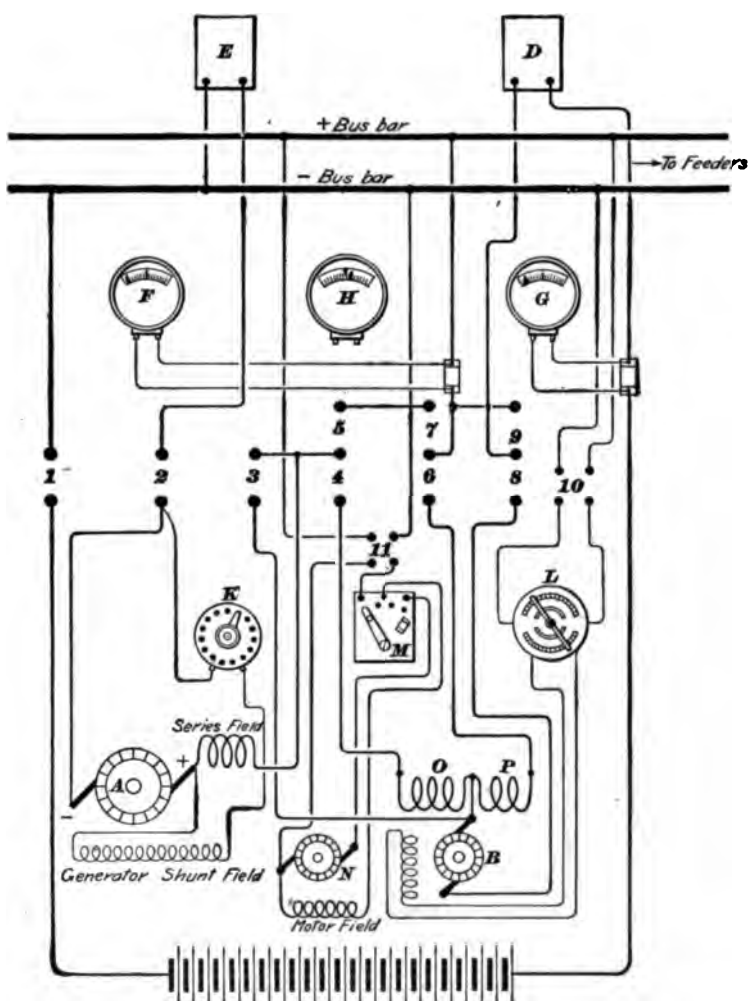 E
D
+ Bus bar
To Feeders
- Bus bar
F
H
G
5
7
9
1
2
3
4
6
8
10
11
K
L
M
Series Field
A
+
O
P
-
B
N
Generator Shunt Field
Motor Field